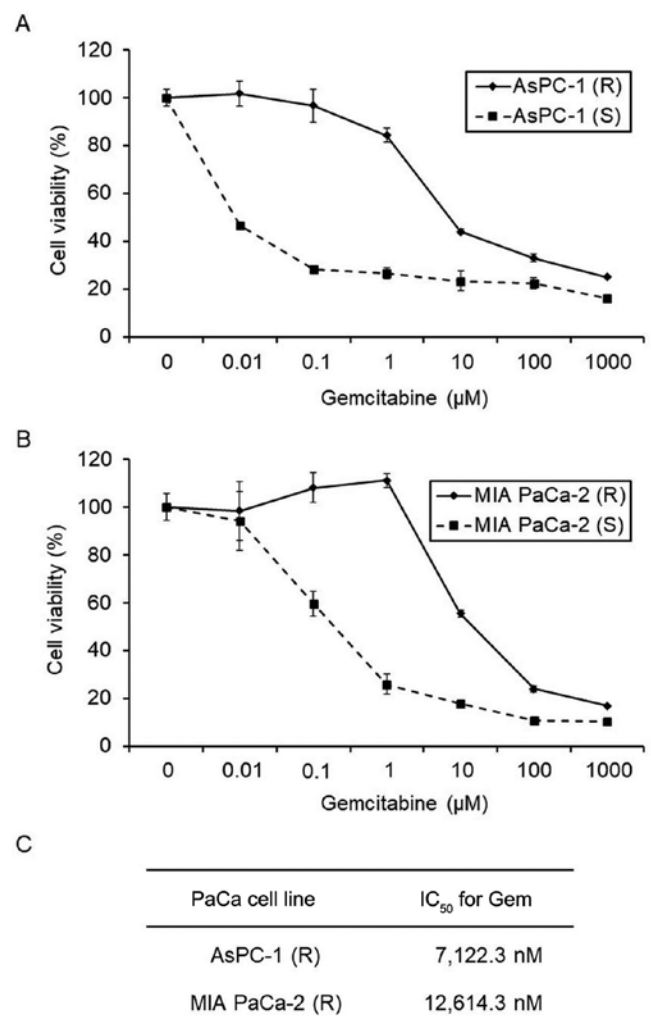 A
120
100
80
60
40
20
0
Cell viability (%)
AsPC-1 (R)
AsPC-1 (S)
0 0.01 0.1 1 10 100 1000
Gemcitabine (µM)
B
120
100
80
60
40
20
0
Cell viability (%)
MIA PaCa-2 (R)
MIA PaCa-2 (S)
0 0.01 0.1 1 10 100 1000
Gemcitabine (µM)
C
PaCa cell line IC50 for Gem
AsPC-1 (R) 7,122.3 nM
MIA PaCa-2 (R) 12,614.3 nM